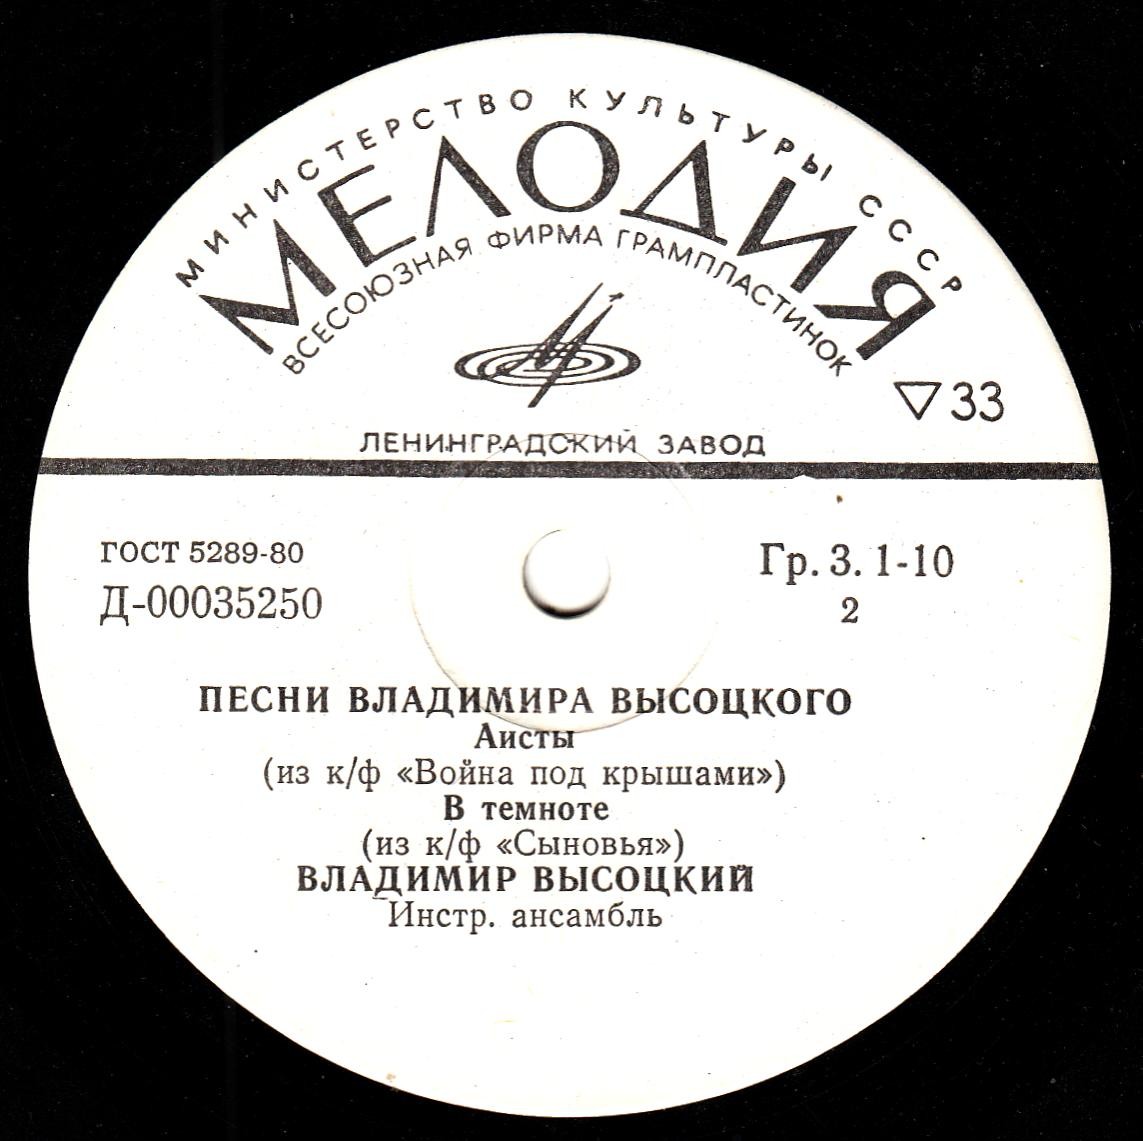 МИНИСТЕРСТВО КУЛЬТУРЫ СССР
МЕЛОДИЯ
ВСЕСОЮЗНАЯ ФИРМА ГРАМПЛАСТИНОК
▽33
ЛЕНИНГРАДСКИЙ ЗАВОД
ГОСТ 5289-80
Гр. 3. 1-10
Д-00035250
2
ПЕСНИ ВЛАДИМИРА ВЫСОЦКОГО
Аисты
(из к/ф «Война под крышами»)
В темноте
(из к/ф «Сыновья»)
ВЛАДИМИР ВЫСОЦКИЙ
Инстр. ансамбль